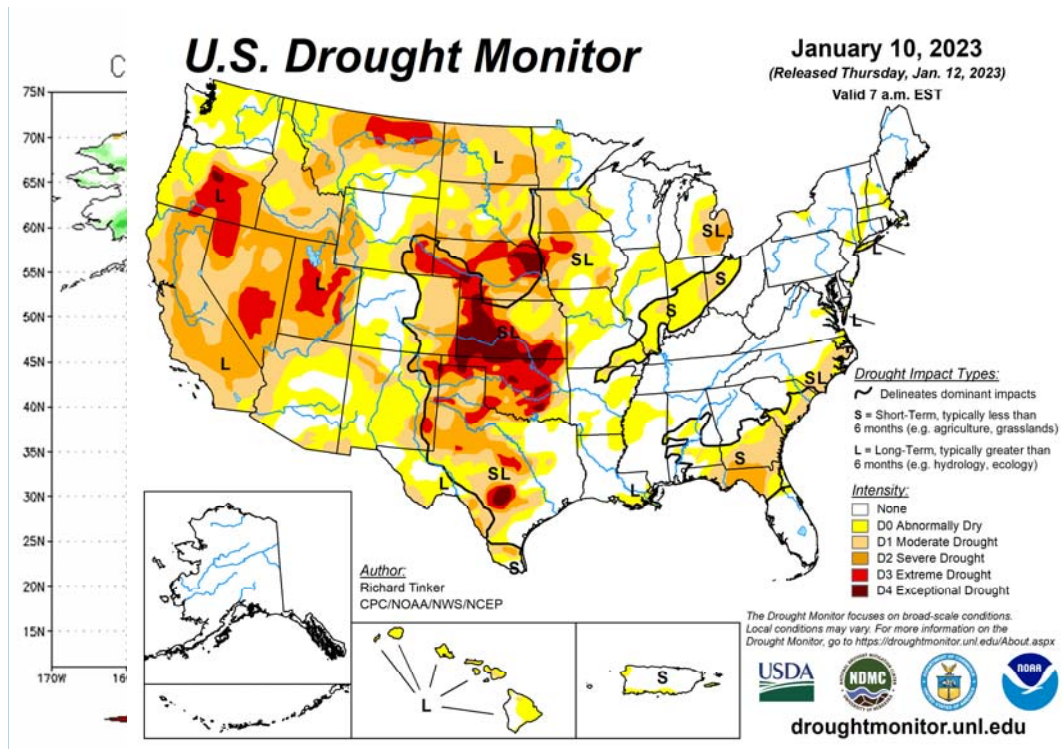 U.S. Drought Monitor
January 10, 2023
(Released Thursday, Jan. 12, 2023)
Valid 7 a.m. EST
C
75N
70N
65N
60N
55N
50N
45N
40N
35N
30N
25N
20N
15N
170W
16
L
L
SL
SL
L
L
S
S
SL
L
L
L
SL
S
SL
L
L
S
Drought Impact Types:
Delineates dominant impacts
S = Short-Term, typically less than
6 months (e.g. agriculture, grasslands)
L = Long-Term, typically greater than
6 months (e.g. hydrology, ecology)
Intensity:
None
D0 Abnormally Dry
D1 Moderate Drought
D2 Severe Drought
D3 Extreme Drought
D4 Exceptional Drought
Author:
Richard Tinker
CPC/NOAA/NWS/NCEP
L
S
The Drought Monitor focuses on broad-scale conditions.
Local conditions may vary. For more information on the
Drought Monitor, go to https://droughtmonitor.unl.edu/About.aspx
USDA
NDMC
NOAA
droughtmonitor.unl.edu